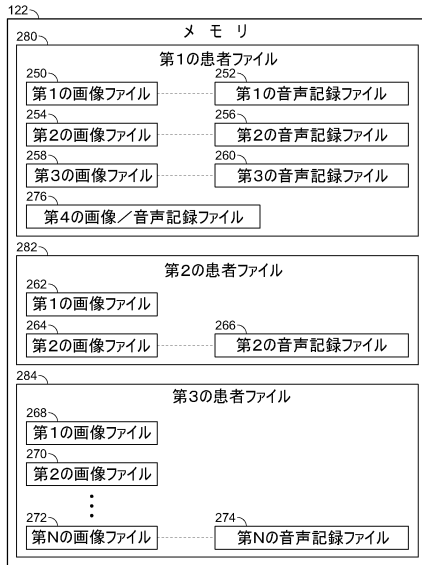 122
メモリ
280
第1の患者ファイル
250 252
第1の画像ファイル 第1の音声記録ファイル
254 256
第2の画像ファイル 第2の音声記録ファイル
258 260
第3の画像ファイル 第3の音声記録ファイル
276
第4の画像／音声記録ファイル
282
第2の患者ファイル
262
第1の画像ファイル
264 266
第2の画像ファイル 第2の音声記録ファイル
284
第3の患者ファイル
268
第1の画像ファイル
270
第2の画像ファイル
272 274
第Nの画像ファイル 第Nの音声記録ファイル